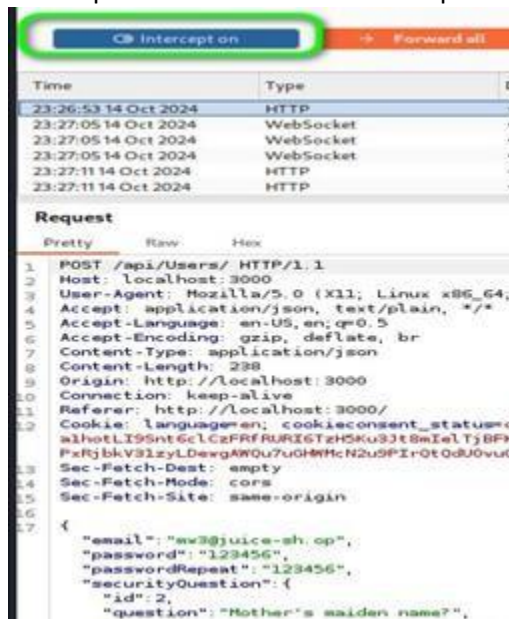 Intercept on
Forward all
Time Type
23:26:53 14 Oct 2024 HTTP
23:27:05 14 Oct 2024 WebSocket
23:27:05 14 Oct 2024 WebSocket
23:27:05 14 Oct 2024 WebSocket
23:27:11 14 Oct 2024 HTTP
23:27:11 14 Oct 2024 HTTP
Request
Pretty Raw Hex
1 POST /api/Users/ HTTP/1.1
2 Host: localhost:3000
3 User-Agent: Mozilla/5.0 (X11; Linux x86_64;
4 Accept: application/json, text/plain, */*
5 Accept-Language: en-US,en;q=0.5
6 Accept-Encoding: gzip, deflate, br
7 Content-Type: application/json
8 Content-Length: 238
9 Origin: http://localhost:3000
10 Connection: keep-alive
11 Referer: http://localhost:3000/
12 Cookie: language=en; cookieconsent_status=
13 Sec-Fetch-Dest: empty
14 Sec-Fetch-Mode: cors
15 Sec-Fetch-Site: same-origin
16
17 {
"email":"mw3@juice-sh.op",
"password":"123456",
"passwordRepeat":"123456",
"securityQuestion":{
"id":2,
"question":"Mother's maiden name?",